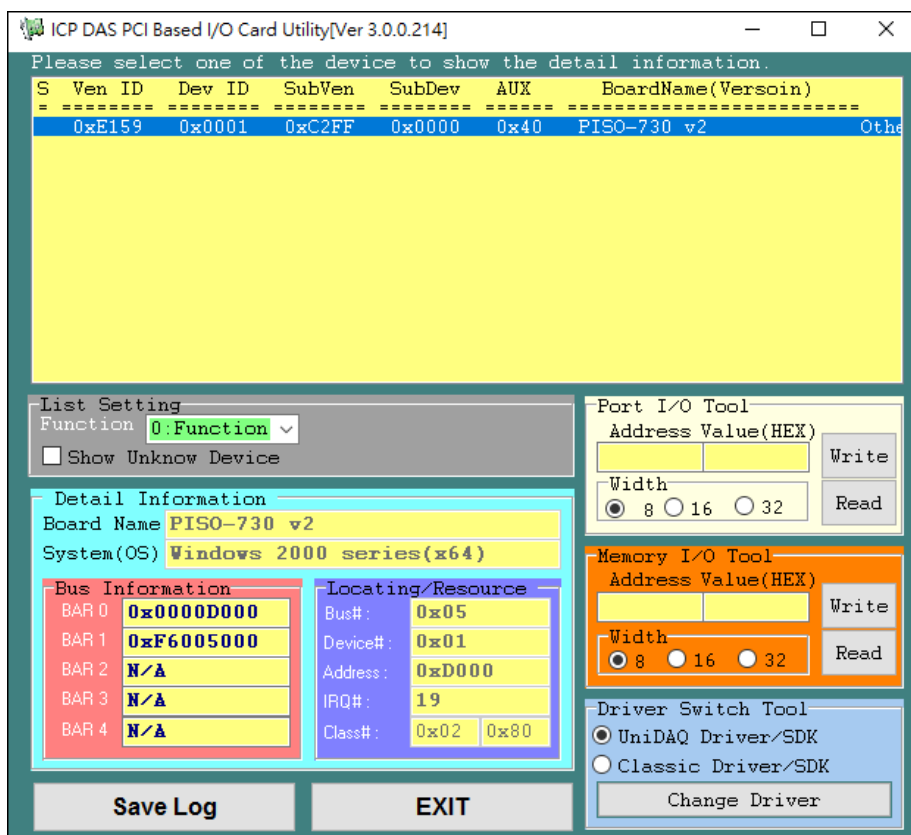 ICP DAS PCI Based I/O Card Utility[Ver 3.0.0.214]
Please select one of the device to show the detail information.
S Ven ID Dev ID SubVen SubDev AUX BoardName(Versoin)
= ======== ======== ======== ======== ====== =========================
0xE159 0x0001 0xC2FF 0x0000 0x40 PISO-730 v2 Othe
List Setting
Function 0:Function
Show Unknow Device
Detail Information
Board Name PISO-730 v2
System(OS) Windows 2000 series(x64)
Bus Information
BAR 0 0x0000D000
BAR 1 0xF6005000
BAR 2 N/A
BAR 3 N/A
BAR 4 N/A
Locating/Resource
Bus#: 0x05
Device#: 0x01
Address: 0xD000
IRQ#: 19
Class#: 0x02 0x80
Save Log EXIT
Port I/O Tool
Address Value(HEX)
Write
Width
8 16 32
Read
Memory I/O Tool
Address Value(HEX)
Write
Width
8 16 32
Read
Driver Switch Tool
UniDAQ Driver/SDK
Classic Driver/SDK
Change Driver